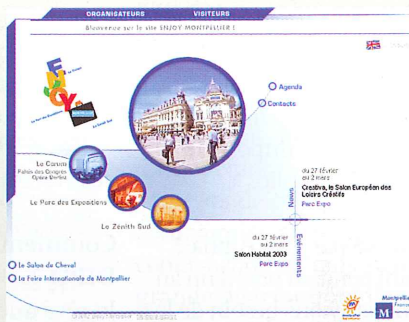 ORGANISATEURS VISITEURS
Bienvenue sur le site ENJOY MONTPELLIER !
ENJOY
Agenda
Contacts
Le Corum
Palais des Congrès
Opéra Berlioz
Le Parc des Expositions
Le Zénith Sud
du 27 février
au 2 mars
Creativa, le Salon Européen des
Loisirs Créatifs
Parc Expo
News
Evénements
du 27 février
au 2 mars
Salon Habitat 2003
Parc Expo
Le Salon du Cheval
La Foire Internationale de Montpellier
Montpellier
France
M